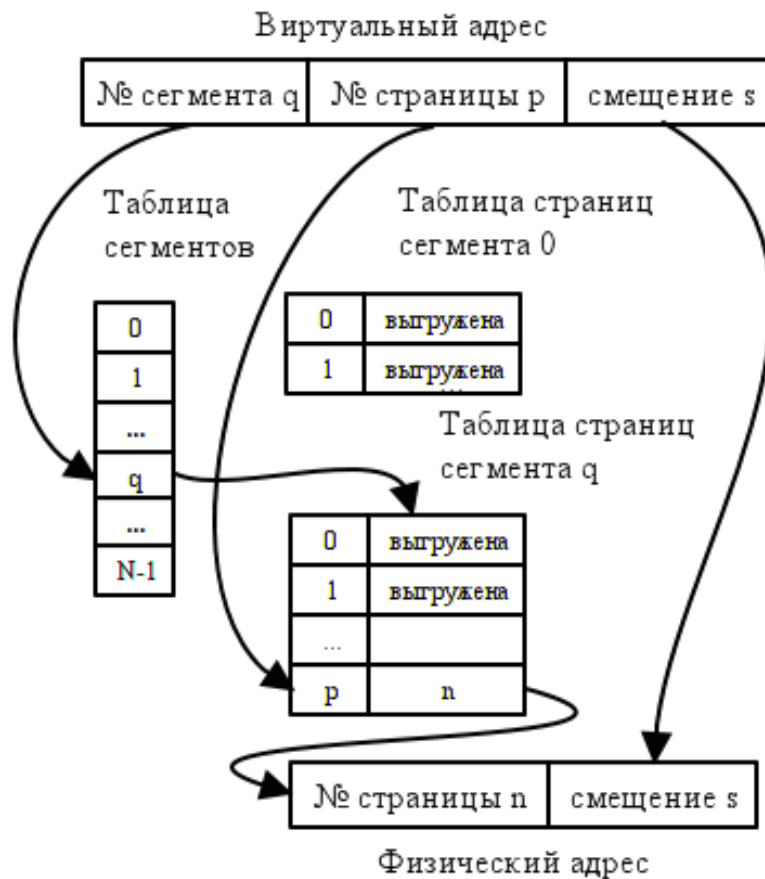 Виртуальный адрес
№ сегмента q № страницы p смещение s
Таблица сегментов
Таблица страниц сегмента 0
0
1
...
q
...
N-1
0 выгружена
1 выгружена
...
Таблица страниц сегмента q
0 выгружена
1 выгружена
...
p n
№ страницы n смещение s
Физический адрес